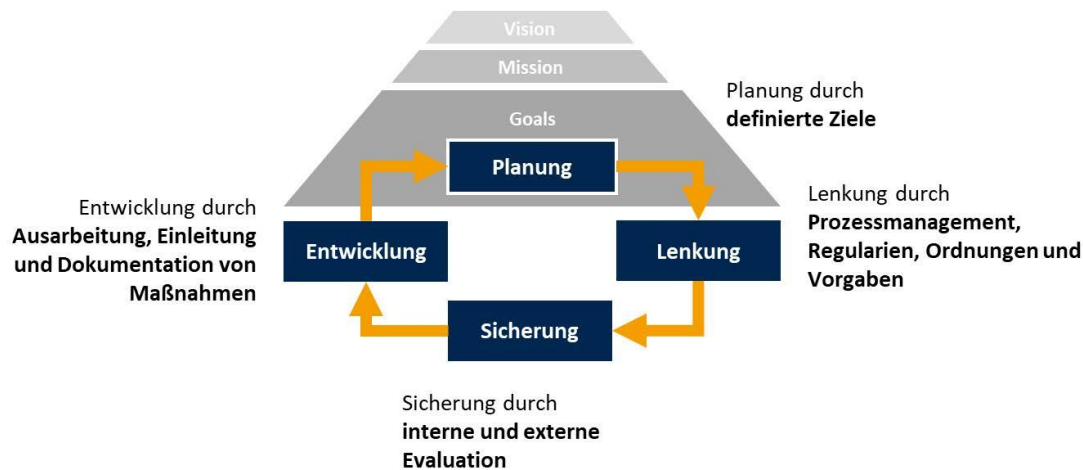 Vision
Mission
Goals
Planung durch
definierte Ziele
Planung
Entwicklung durch
Ausarbeitung, Einleitung
und Dokumentation von
Maßnahmen
Entwicklung
Lenkung
Lenkung durch
Prozessmanagement,
Regularien, Ordnungen und
Vorgaben
Sicherung
Sicherung durch
interne und externe
Evaluation